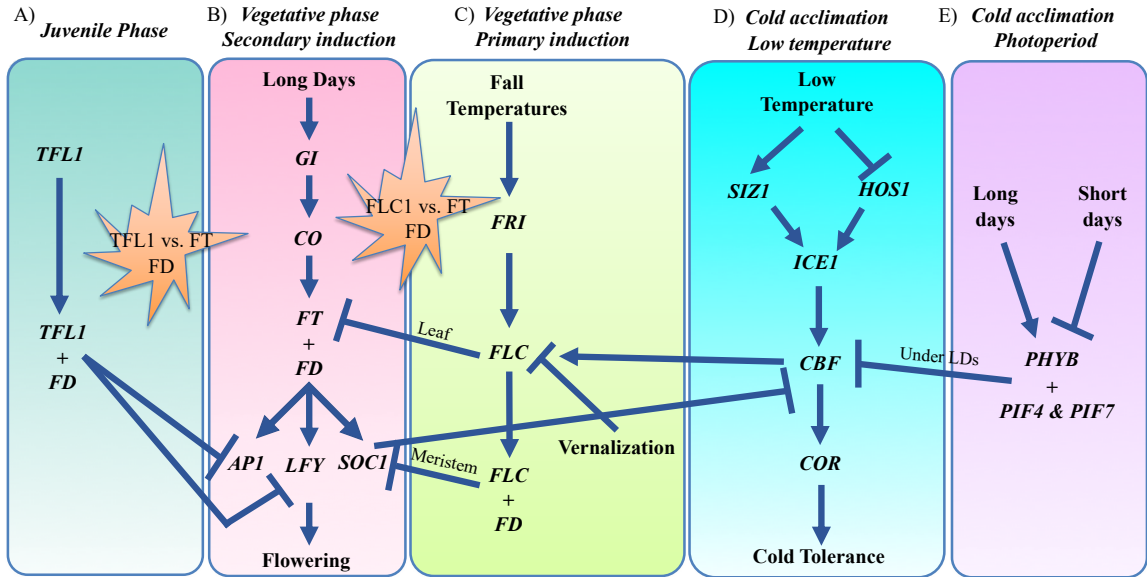 A)
Juvenile Phase
B)
Vegetative phase
Secondary induction
C)
Vegetative phase
Primary induction
D)
Cold acclimation
Low temperature
E)
Cold acclimation
Photoperiod
TFL1
TFL1
+
FD
TFL1 vs. FT
FD
Long Days
GI
CO
FT
+
FD
AP1
LFY
SOC1
Flowering
FLC1 vs. FT
FD
Fall
Temperatures
FRI
Leaf
FLC
Vernalization
Meristem
FLC
+
FD
Low
Temperature
SIZ1
HOS1
ICE1
CBF
COR
Cold Tolerance
Long
days
Short
days
Under LDs
PHYB
+
PIF4 & PIF7